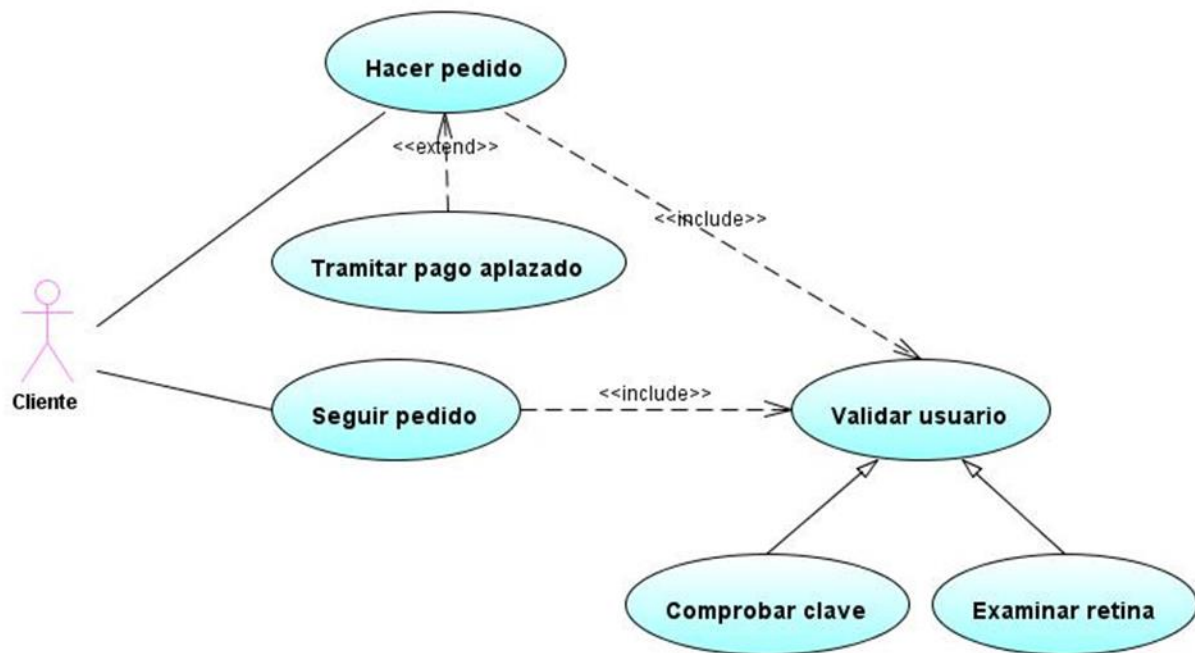 Hacer pedido
<<extend>>
<<include>>
Tramitar pago aplazado
Cliente
Seguir pedido
<<include>>
Validar usuario
Comprobar clave
Examinar retina